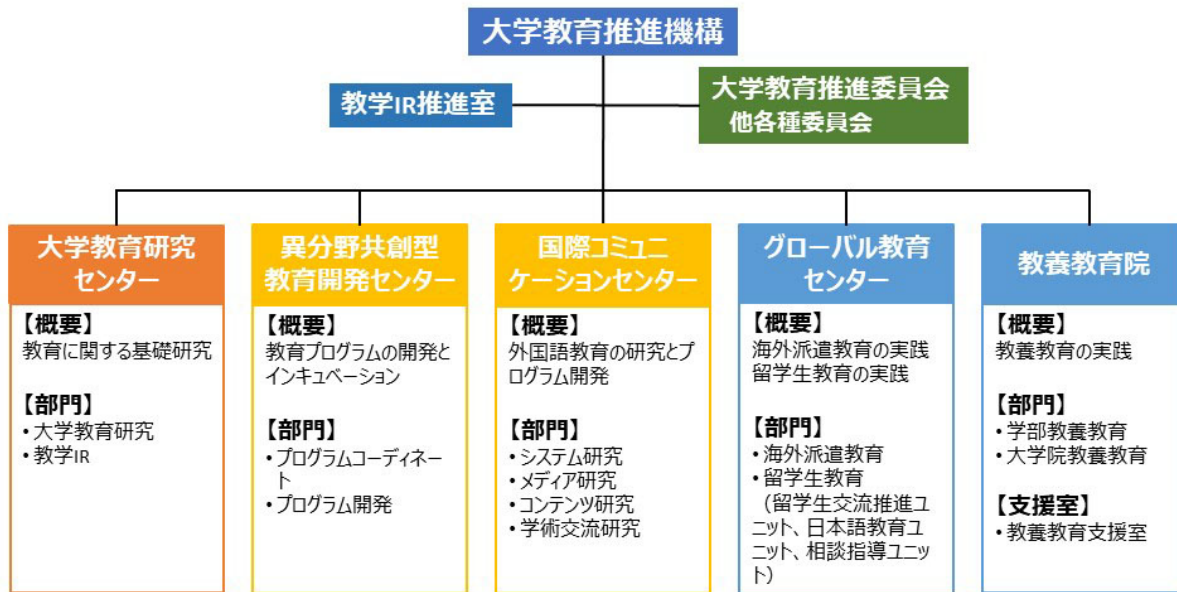 大学教育推進機構
教学IR推進室
大学教育推進委員会
他各種委員会
大学教育研究
センター
【概要】
教育に関する基礎研究
【部門】
・大学教育研究
・教学IR
異分野共創型
教育開発センター
【概要】
教育プログラムの開発と
インキュベーション
【部門】
・プログラムコーディネー
ト
・プログラム開発
国際コミュニ
ケーションセンター
【概要】
外国語教育の研究とプ
ログラム開発
【部門】
・システム研究
・メディア研究
・コンテンツ研究
・学術交流研究
グローバル教育
センター
【概要】
海外派遣教育の実践
留学生教育の実践
【部門】
・海外派遣教育
・留学生教育
（留学生交流推進ユ
ニット、日本語教育ユ
ニット、相談指導ユニッ
ト）
教養教育院
【概要】
教養教育の実践
【部門】
・学部教養教育
・大学院教養教育
【支援室】
・教養教育支援室